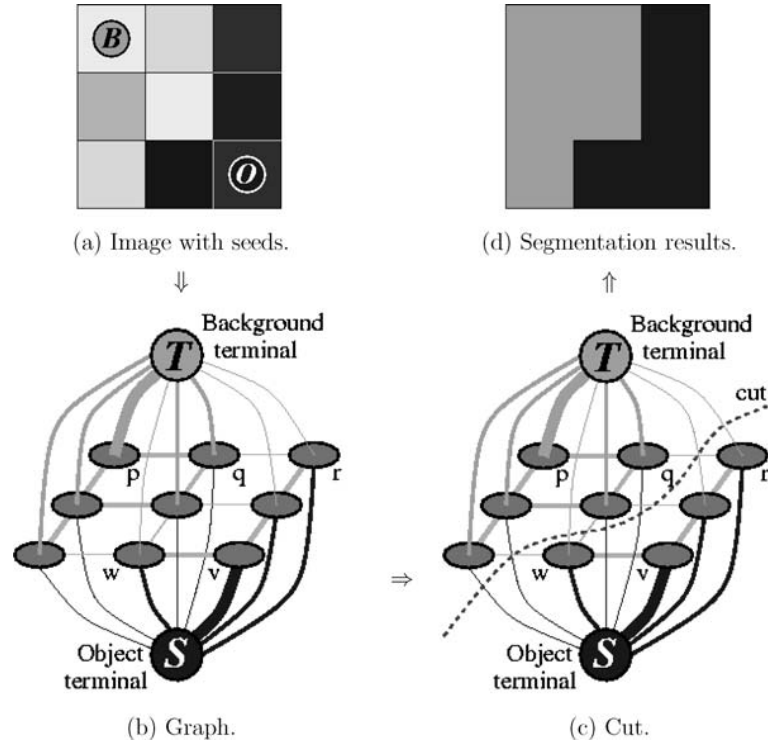 B
O
(a) Image with seeds.
(d) Segmentation results.
⇓
⇑
Background
terminal
T
p
q
r
w
v
S
Object
terminal
(b) Graph.
⇒
Background
terminal
T
cut
p
q
r
w
v
S
Object
terminal
(c) Cut.